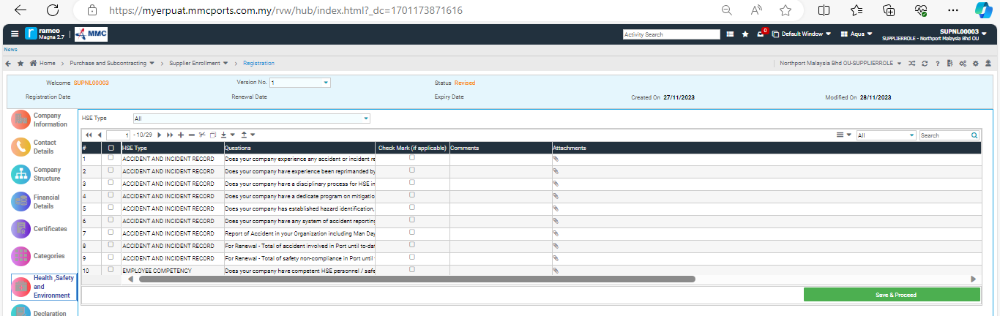 https://myerpuat.mmcports.com.my/rvw/hub/index.html?_dc=1701173871616
ramco
Magna 2.7
MMC
Activity Search
0
Default Window
Aqua
SUPNL00003
SUPPLIERROLE - Northport Malaysia Bhd OU
News
Home
Purchase and Subcontracting
Supplier Enrollment
Registration
Northport Malaysia Bhd OU-SUPPLIERROLE
Welcome SUPNL00003
Version No. 1
Status Revised
Registration Date
Renewal Date
Expiry Date
Created On 27/11/2023
Modified On 28/11/2023
Company Information
Contact Details
Company Structure
Financial Details
Certificates
Categories
Health ,Safety and Environment
Declaration
HSE Type All
1 - 10/29
All
Search
# HSE Type Questions Check Mark (if applicable) Comments Attachments
1 ACCIDENT AND INCIDENT RECORD Does your company experience any accident or incident re
2 ACCIDENT AND INCIDENT RECORD Does your company have experience been reprimanded by
3 ACCIDENT AND INCIDENT RECORD Does your company have a disciplinary process for HSE in
4 ACCIDENT AND INCIDENT RECORD Does your company have a dedicate program on mitigatio
5 ACCIDENT AND INCIDENT RECORD Does your company has established hazard identification,
6 ACCIDENT AND INCIDENT RECORD Does your company have any system of accident reporting
7 ACCIDENT AND INCIDENT RECORD Report of Accident in your Organization including Man Day
8 ACCIDENT AND INCIDENT RECORD For Renewal - Total of accident involved in Port until to-da
9 ACCIDENT AND INCIDENT RECORD For Renewal - Total of safety non-compliance in Port until
10 EMPLOYEE COMPETENCY Does your company have competent HSE personnel / safe
Save & Proceed